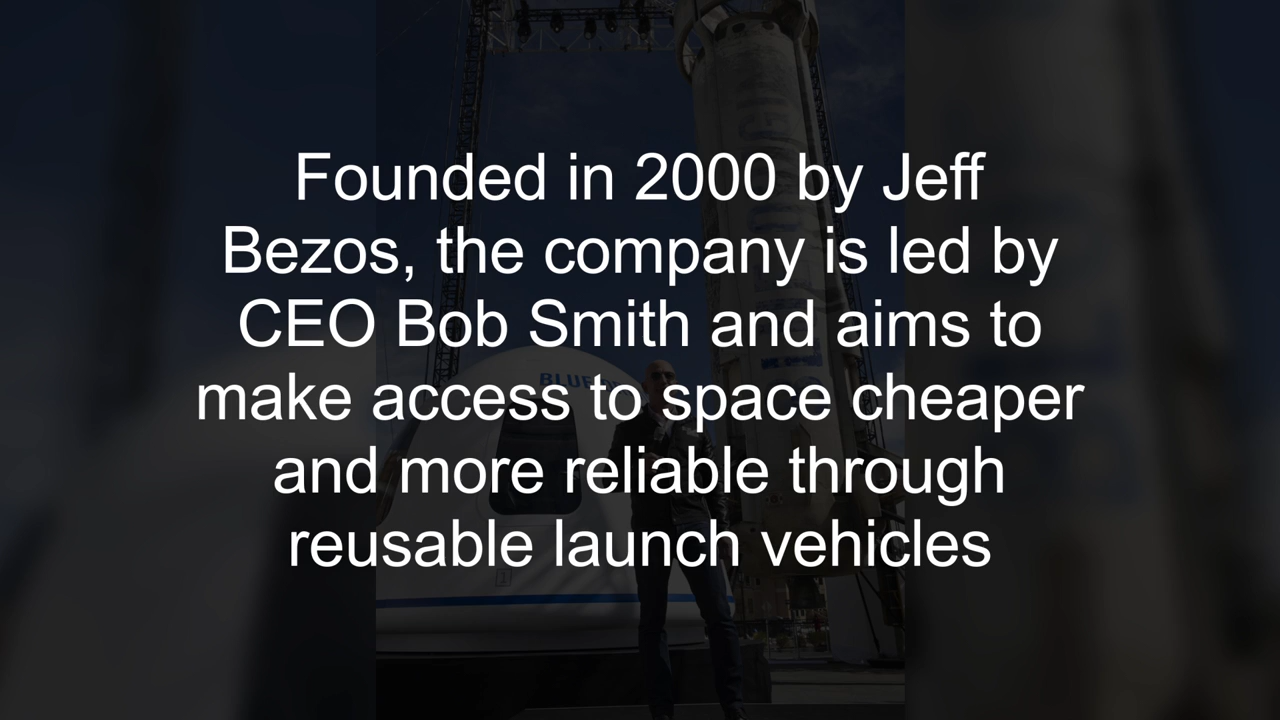 Founded in 2000 by Jeff
Bezos, the company is led by
CEO Bob Smith and aims to
make access to space cheaper
and more reliable through
reusable launch vehicles